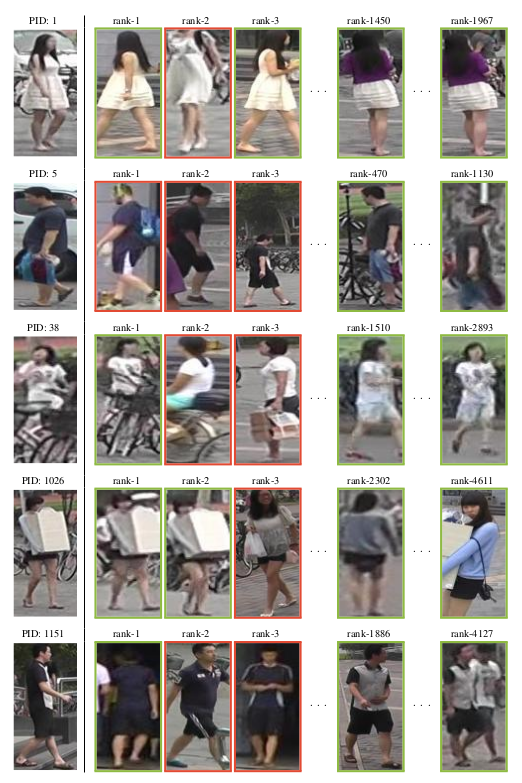 PID: 1 rank-1 rank-2 rank-3 rank-1450 rank-1967
. . . . . .
PID: 5 rank-1 rank-2 rank-3 rank-470 rank-1130
. . . . . .
PID: 38 rank-1 rank-2 rank-3 rank-1510 rank-2893
. . . . . .
PID: 1026 rank-1 rank-2 rank-3 rank-2302 rank-4611
. . . . . .
PID: 1151 rank-1 rank-2 rank-3 rank-1886 rank-4127
. . . . . .